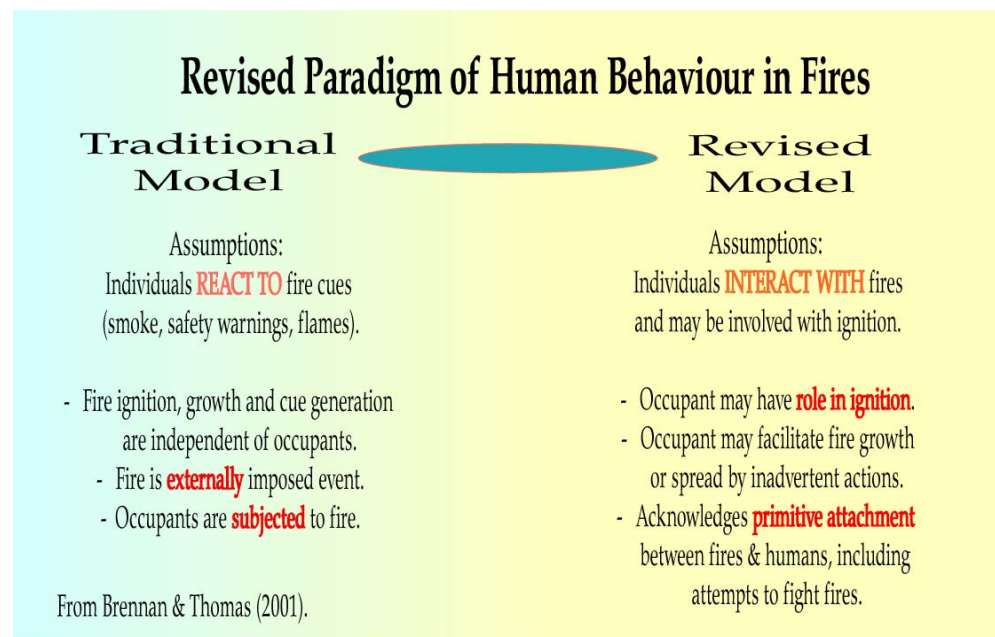 Revised Paradigm of Human Behaviour in Fires
Traditional
Model
Assumptions:
Individuals REACT TO fire cues
(smoke, safety warnings, flames).
- Fire ignition, growth and cue generation
are independent of occupants.
- Fire is externally imposed event.
- Occupants are subjected to fire.
From Brennan & Thomas (2001).
Revised
Model
Assumptions:
Individuals INTERACT WITH fires
and may be involved with ignition.
- Occupant may have role in ignition.
- Occupant may facilitate fire growth
or spread by inadvertent actions.
- Acknowledges primitive attachment
between fires & humans, including
attempts to fight fires.